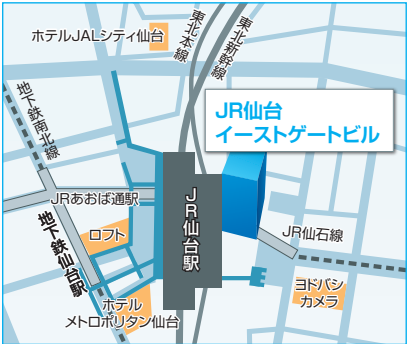 ホテルJALシティ仙台
東北本線
東北新幹線
地下鉄南北線
JR仙台
イーストゲートビル
JRあおば通駅
JR仙台駅
地下鉄仙台駅
ロフト
JR仙石線
ヨドバシ
カメラ
ホテル
メトロポリタン仙台